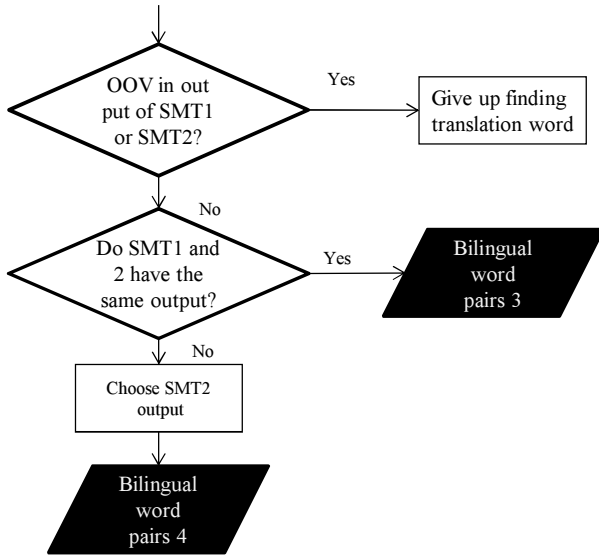 OOV in out
put of SMT1
or SMT2?
Yes
Give up finding
translation word
No
Do SMT1 and
2 have the
same output?
Yes
Bilingual
word
pairs 3
No
Choose SMT2
output
Bilingual
word
pairs 4